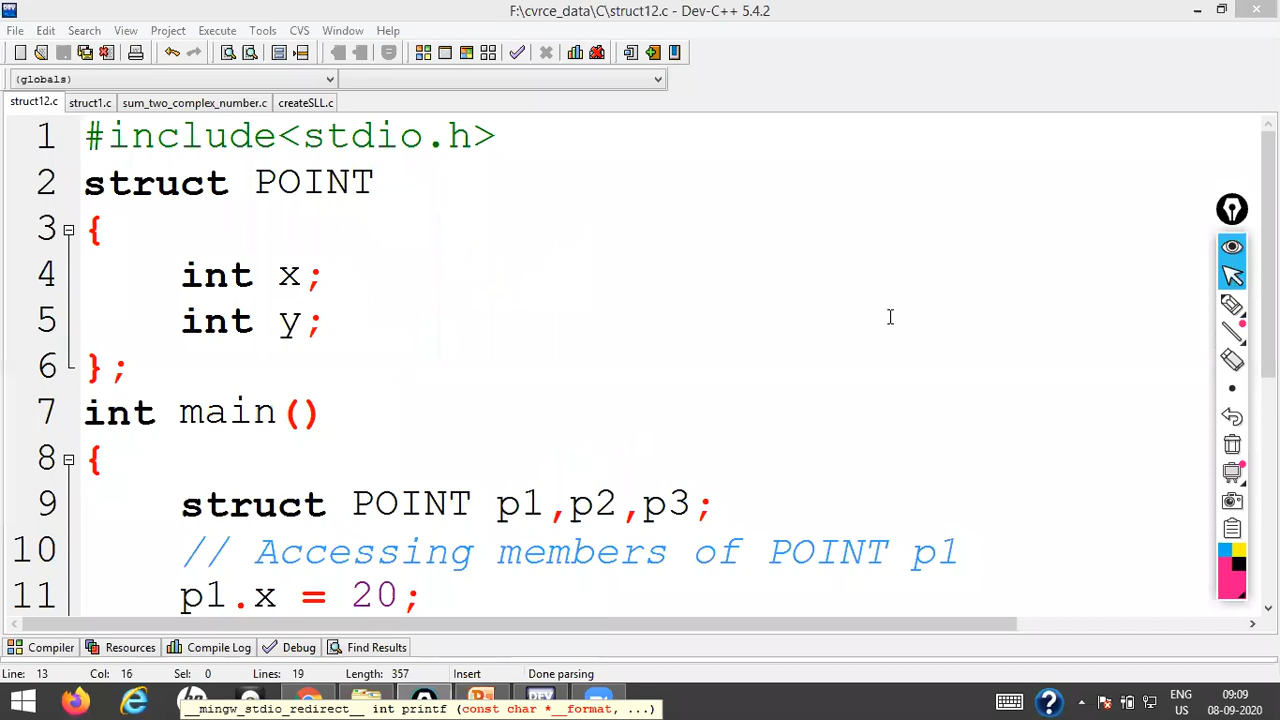 F:\cvrce_data\C\struct12.c - Dev-C++ 5.4.2
File Edit Search View Project Execute Tools CVS Window Help
(globals)
struct12.c struct1.c sum_two_complex_number.c createSLL.c
1 #include<stdio.h>
2 struct POINT
3 {
4 int x;
5 int y;
6 };
7 int main()
8 {
9 struct POINT p1,p2,p3;
10 // Accessing members of POINT p1
11 p1.x = 20;
Compiler Resources Compile Log Debug Find Results
Line: 13 Col: 16 Sel: 0 Lines: 19 Length: 357 Insert Done parsing
ENG 09:09
US 08-09-2020
__mingw_stdio_redirect__ int printf (const char *__format, ...)